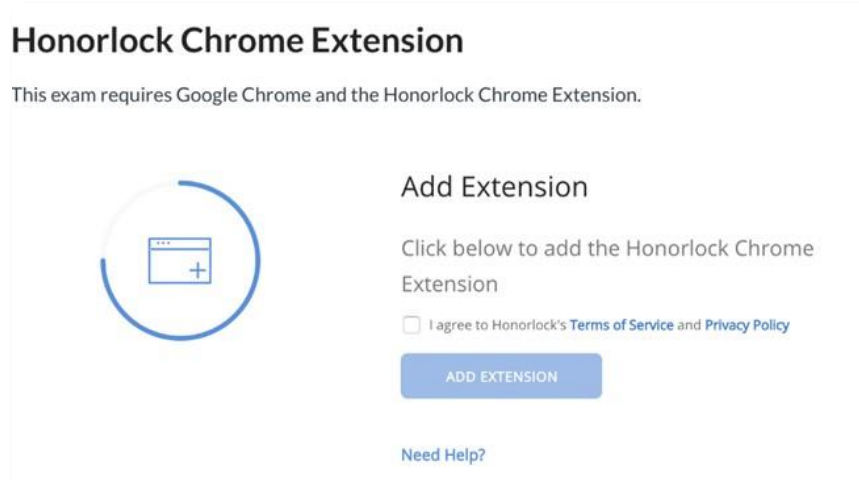 Honorlock Chrome Extension
This exam requires Google Chrome and the Honorlock Chrome Extension.
Add Extension
Click below to add the Honorlock Chrome
Extension
I agree to Honorlock's Terms of Service and Privacy Policy
ADD EXTENSION
Need Help?